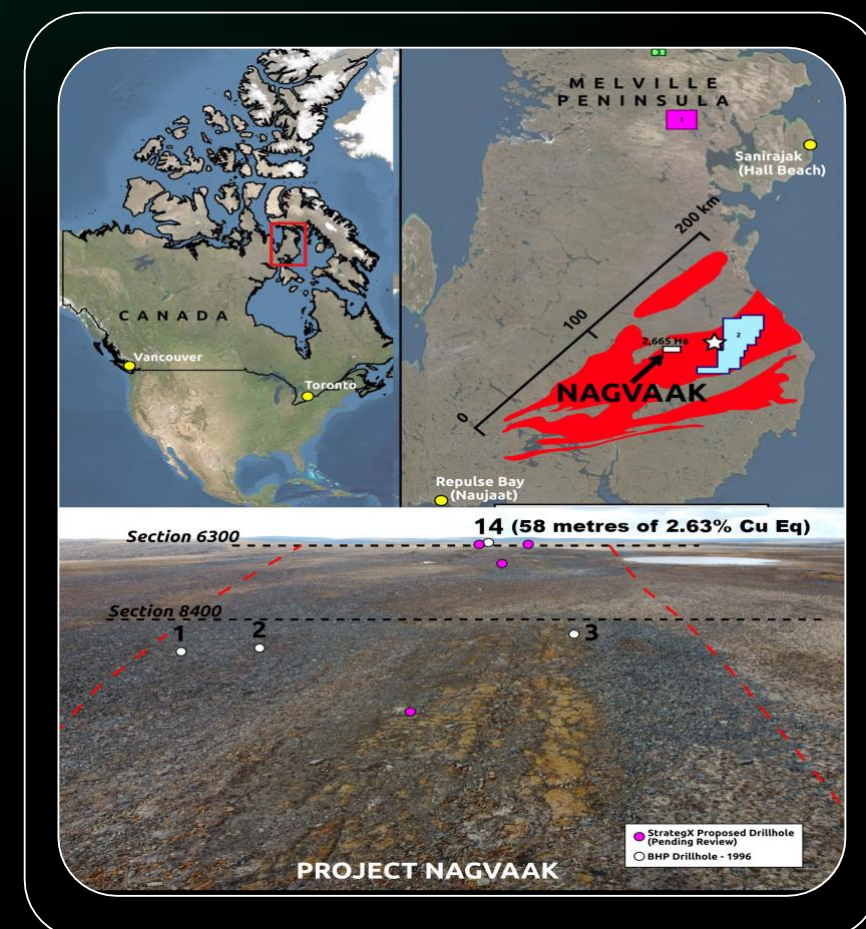 CANADA
Vancouver
Toronto
MELVILLE
PENINSULA
1
Sanirajak
(Hall Beach)
200 km
100
0
2,665 Ha
2
NAGVAAK
Repulse Bay
(Naujaat)
14 (58 metres of 2.63% Cu Eq)
Section 6300
Section 8400
1
2
3
StrategX Proposed Drillhole
(Pending Review)
BHP Drillhole - 1996
PROJECT NAGVAAK